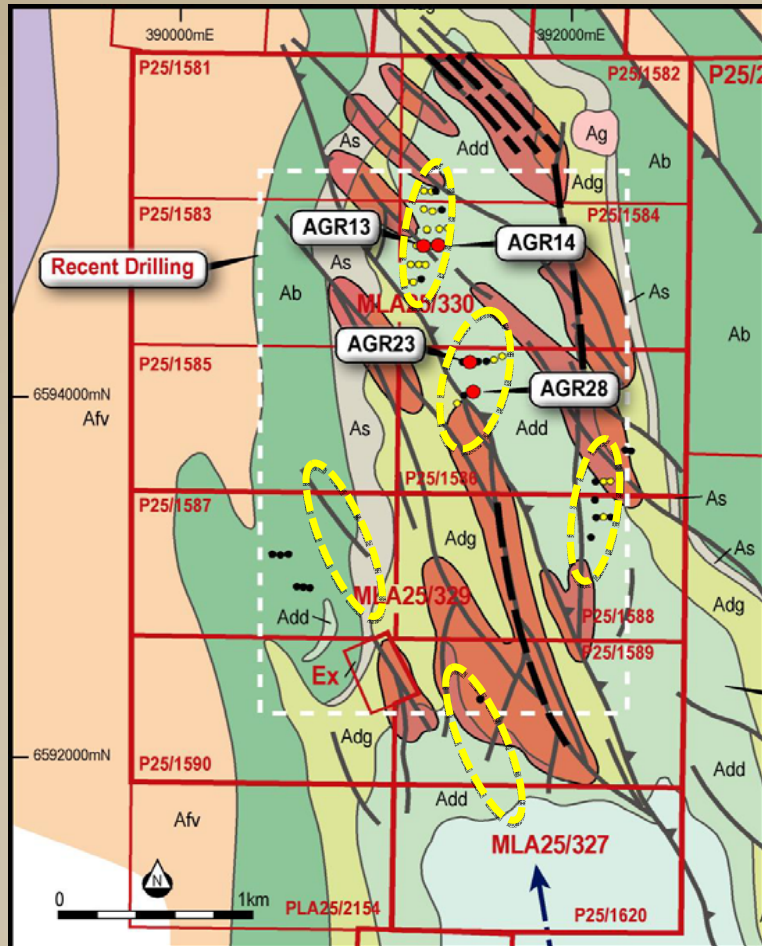 390000mE
392000mE
P25/1581
P25/1582
As
Add
Ag
Ab
Adg
P25/1583
P25/1584
AGR13
AGR14
Recent Drilling
As
Ab
As
MLA25/330
Ab
AGR23
P25/1585
AGR28
6594000mN
Afv
As
Add
P25/1586
P25/1587
As
Adg
As
MLA25/329
Adg
Add
P25/1588
P25/1589
Ex
Adg
6592000mN
P25/1590
Add
Add
Afv
MLA25/327
N
0
1km
PLA25/2154
P25/1620